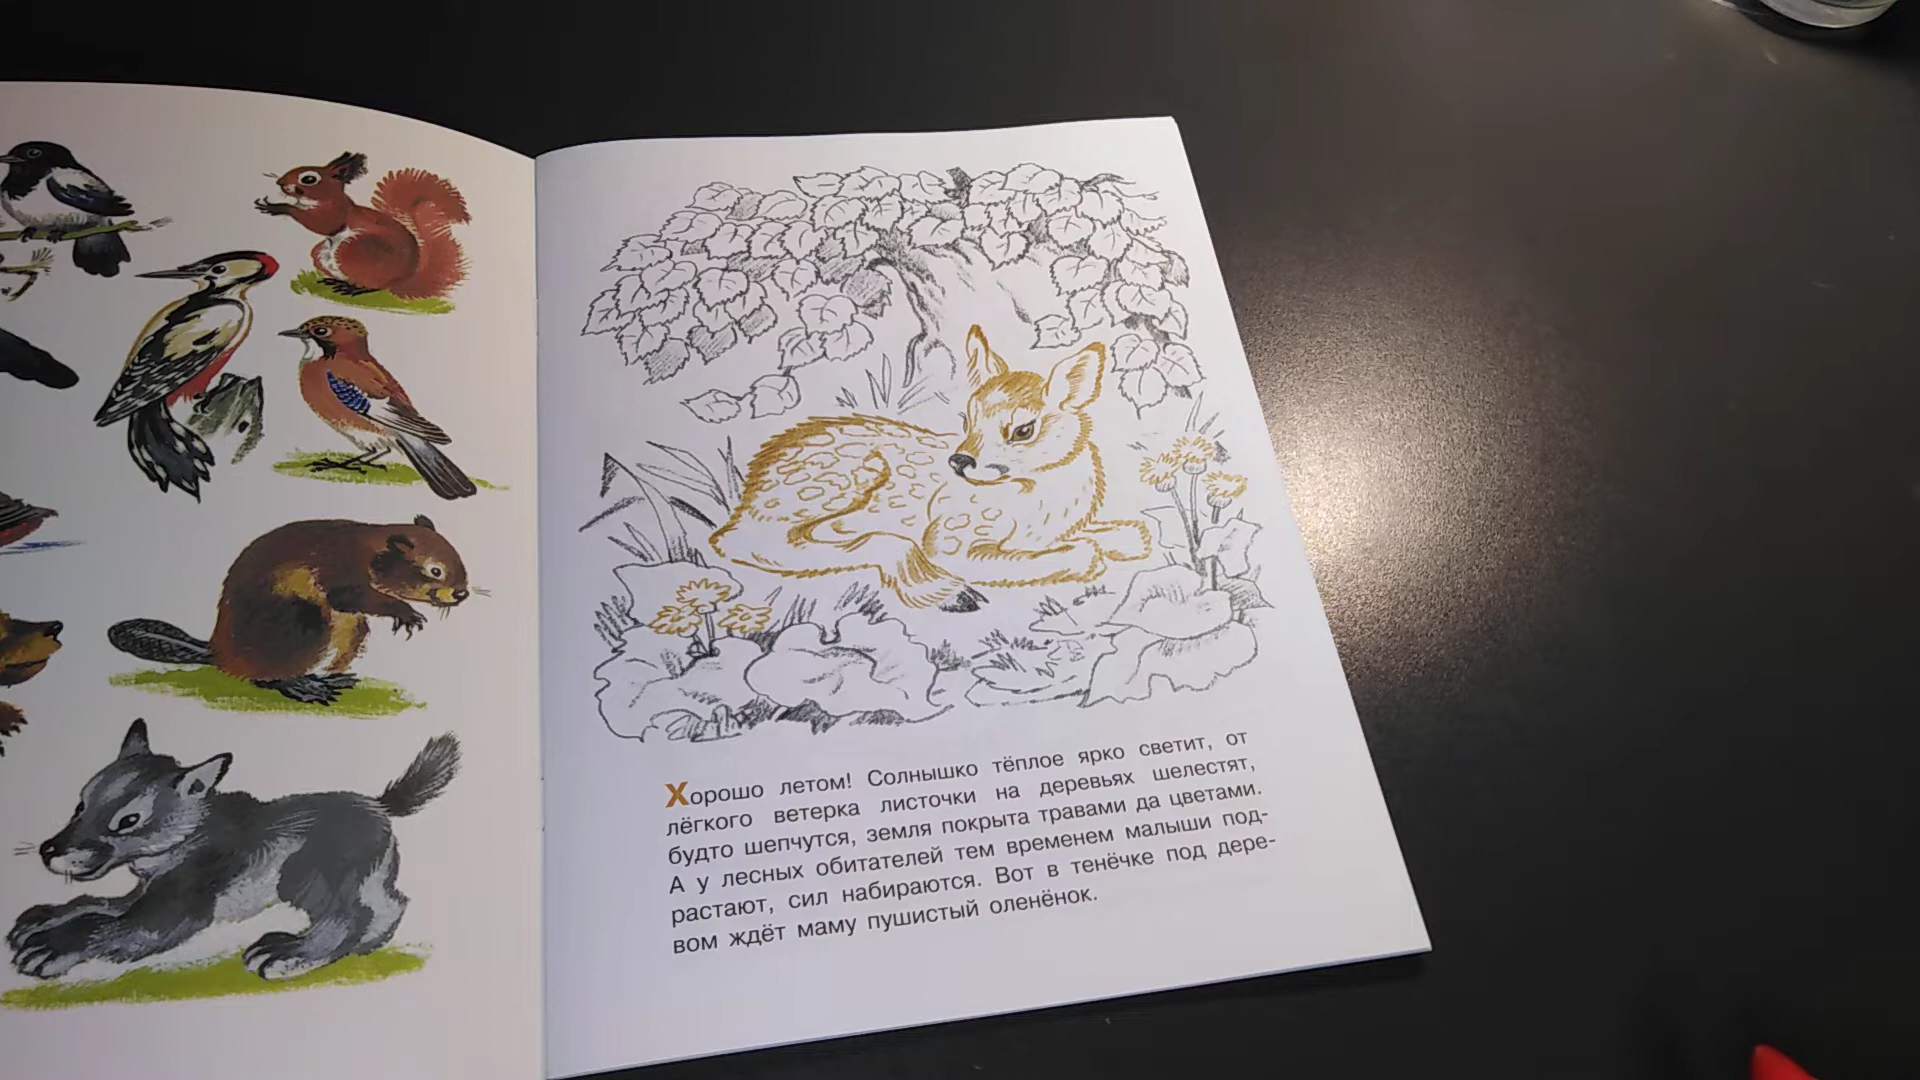 Хорошо летом! Солнышко тёплое ярко светит, от
лёгкого ветерка листочки на деревьях шелестят,
будто шепчутся, земля покрыта травами да цветами.
А у лесных обитателей тем временем малыши под-
растают, сил набираются. Вот в тенёчке под дере-
вом ждёт маму пушистый оленёнок.